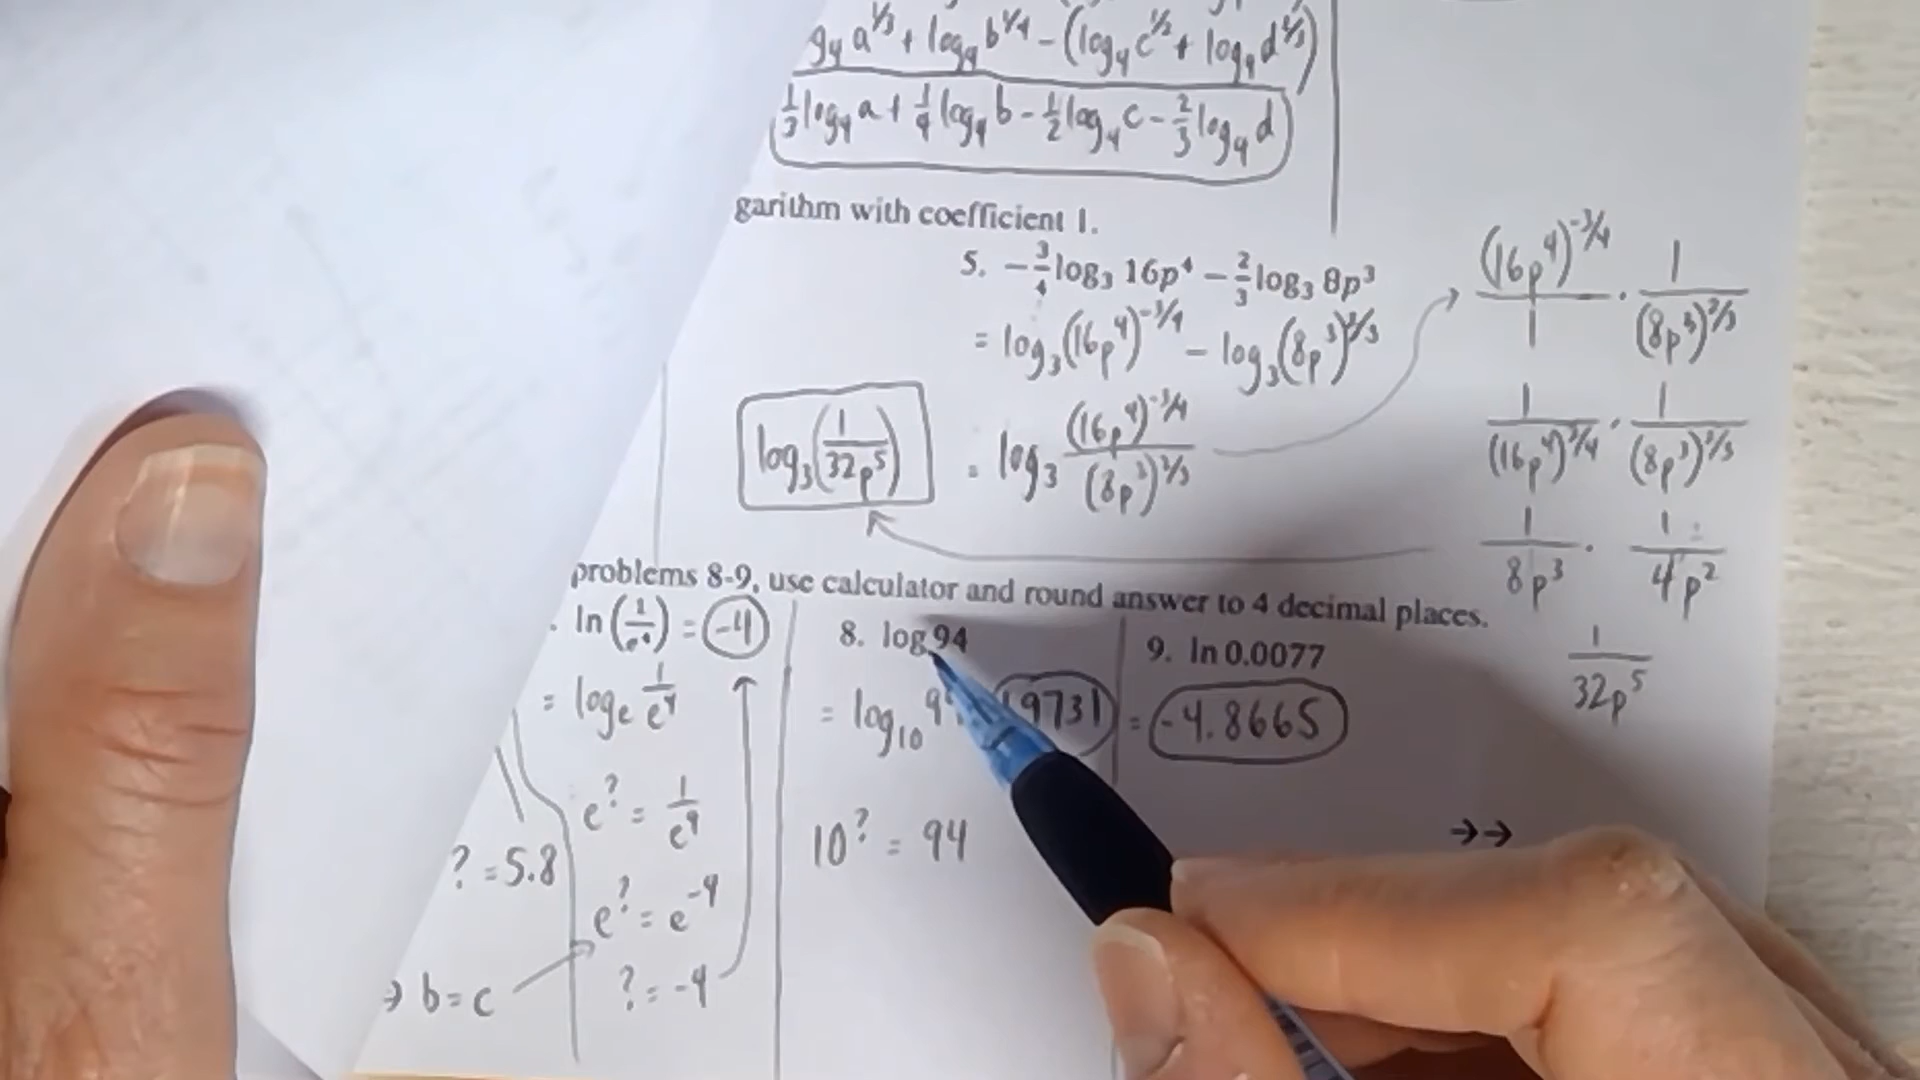 g₄ a^1/3 + log₄ b^1/4 − (log₄ c^1/2 + log₄ d^2/3)
1/3 log₄ a + 1/4 log₄ b − 1/2 log₄ c − 2/3 log₄ d
garithm with coefficient 1.
5. −3/4 log₃ 16p⁴ − 2/3 log₃ 8p³
= log₃(16p⁴)^-3/4 − log₃(8p³)^2/3
= log₃ (16p⁴)^-3/4 / (8p³)^2/3
log₃(1/32p⁵)
(16p⁴)^-3/4 / 1 · 1/(8p³)^2/3
1/(16p⁴)^3/4 · 1/(8p³)^2/3
1/8p³ · 1/4p²
1/32p⁵
problems 8-9, use calculator and round answer to 4 decimal places.
. ln(1/e⁴) = -4
= logₑ 1/e⁴
e^? = 1/e⁴
e^? = e^-4
? = -4
? = 5.8
→ b = c
8. log 94
= log₁₀ 9
9731
10^? = 94
9. ln 0.0077
= -4.8665
→→